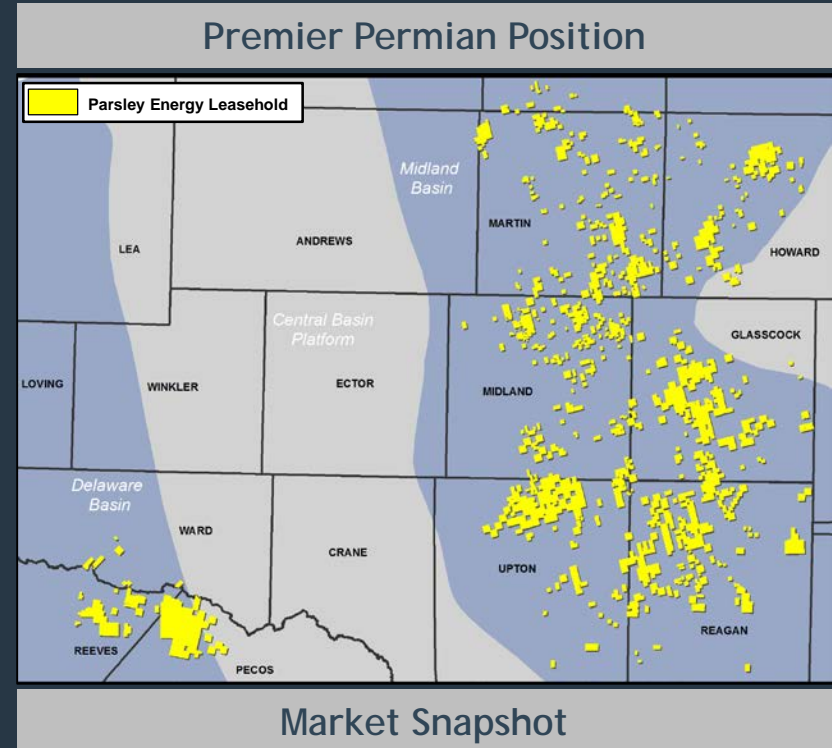 Premier Permian Position
Parsley Energy Leasehold
Midland
Basin
MARTIN
LEA
ANDREWS
HOWARD
Central Basin
Platform
GLASSCOCK
LOVING
WINKLER
ECTOR
MIDLAND
Delaware
Basin
WARD
CRANE
UPTON
REAGAN
REEVES
PECOS
Market Snapshot